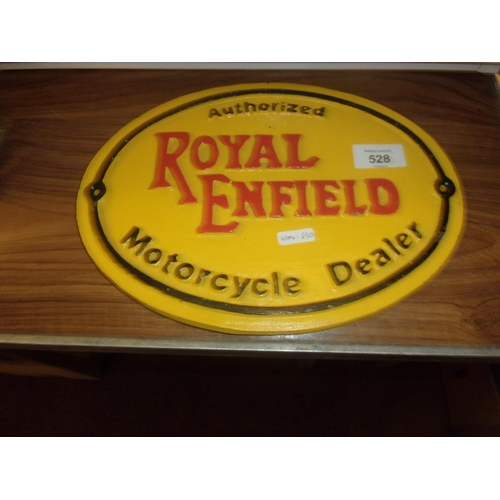 Authorized
ROYAL
ENFIELD
Motorcycle Dealer
528